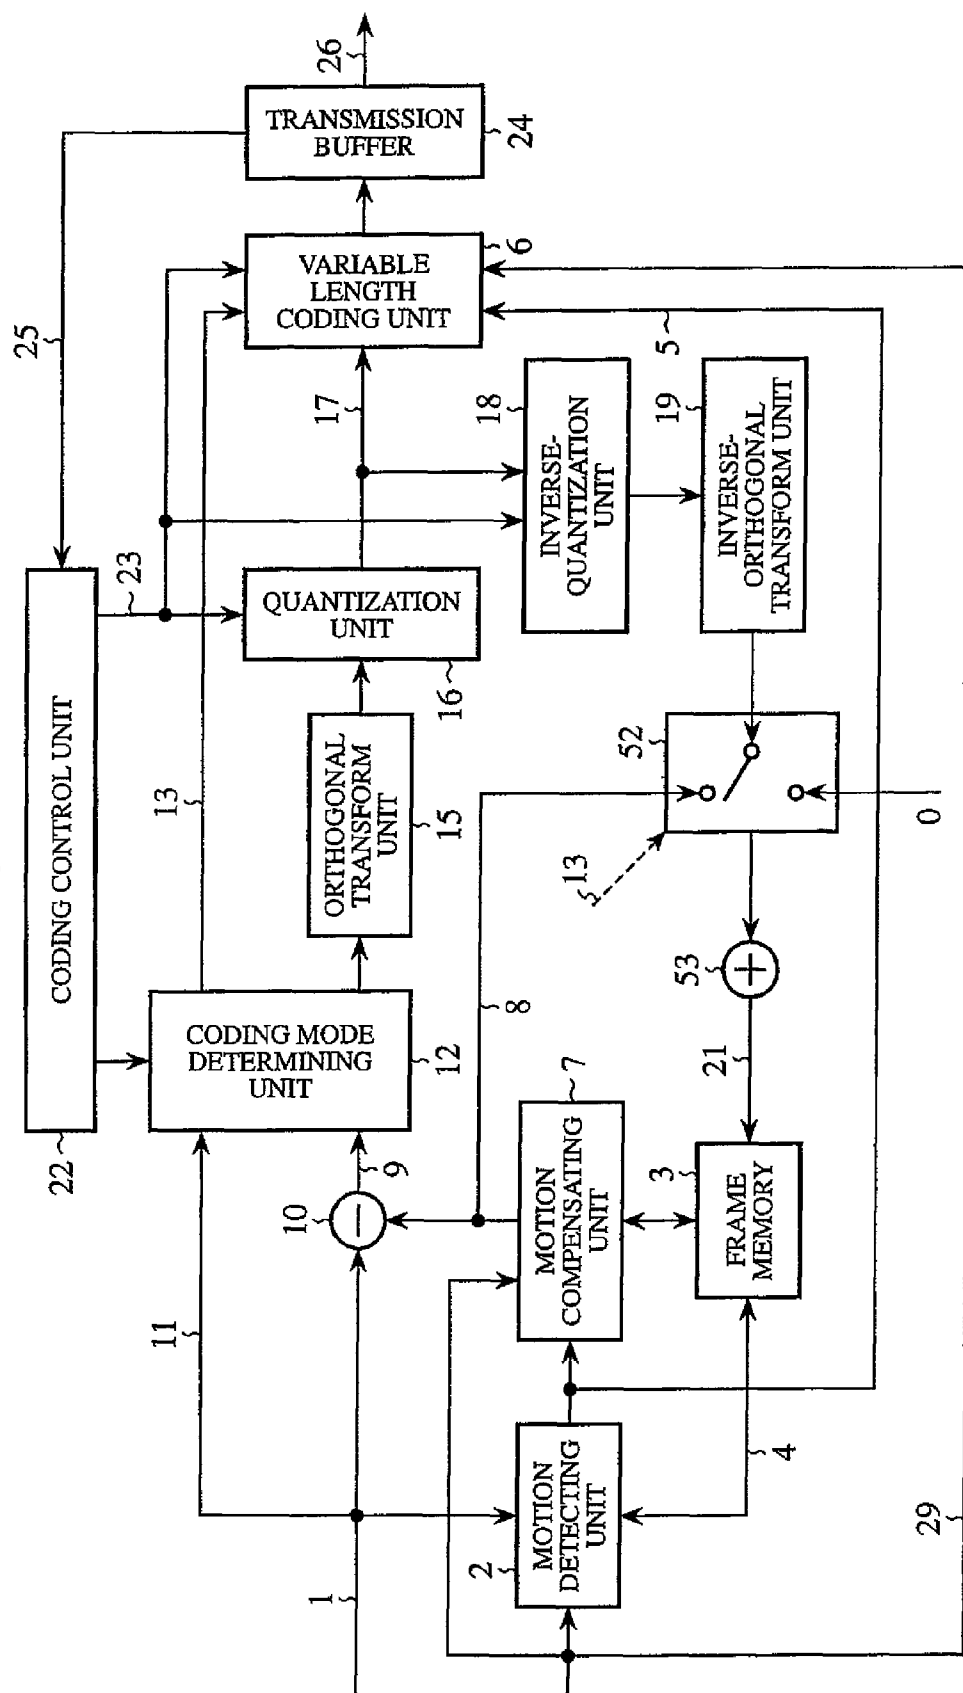 26
TRANSMISSION
BUFFER
24
25
VARIABLE
LENGTH
CODING UNIT
6
5
17
18
INVERSE-
QUANTIZATION
UNIT
19
INVERSE-
ORTHOGONAL
TRANSFORM UNIT
23
QUANTIZATION
UNIT
16
CODING CONTROL UNIT
22
13
ORTHOGONAL
TRANSFORM
UNIT
15
52
13
0
53
8
21
CODING MODE
DETERMINING
UNIT
12
7
MOTION
COMPENSATING
UNIT
3
FRAME
MEMORY
10
9
11
4
MOTION
DETECTING
UNIT
2
1
29